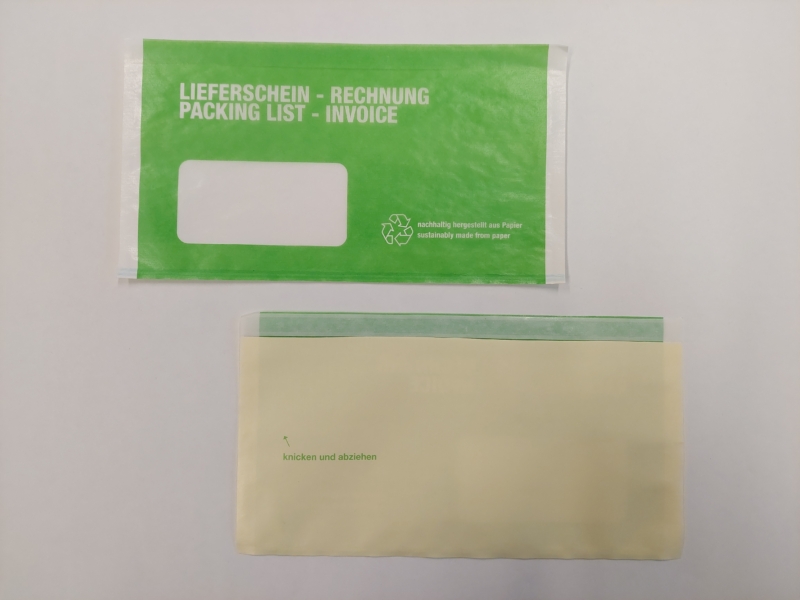 LIEFERSCHEIN - RECHNUNG
PACKING LIST - INVOICE
nachhaltig hergestellt aus Papier
sustainably made from paper
knicken und abziehen